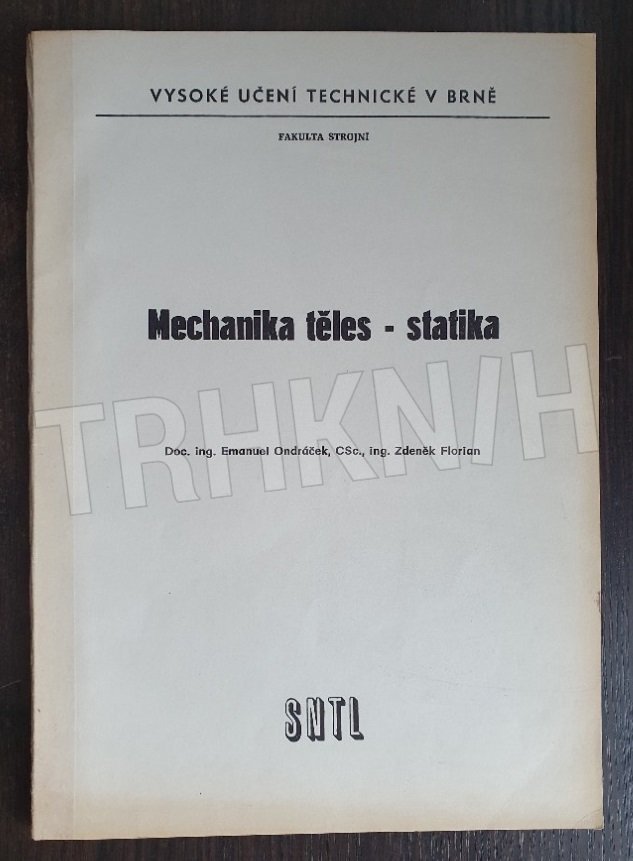 VYSOKÉ UČENÍ TECHNICKÉ V BRNĚ
FAKULTA STROJNÍ
Mechanika těles - statika
TRHKNIH
Doc. ing. Emanuel Ondráček, CSc., ing. Zdeněk Florian
SNTL